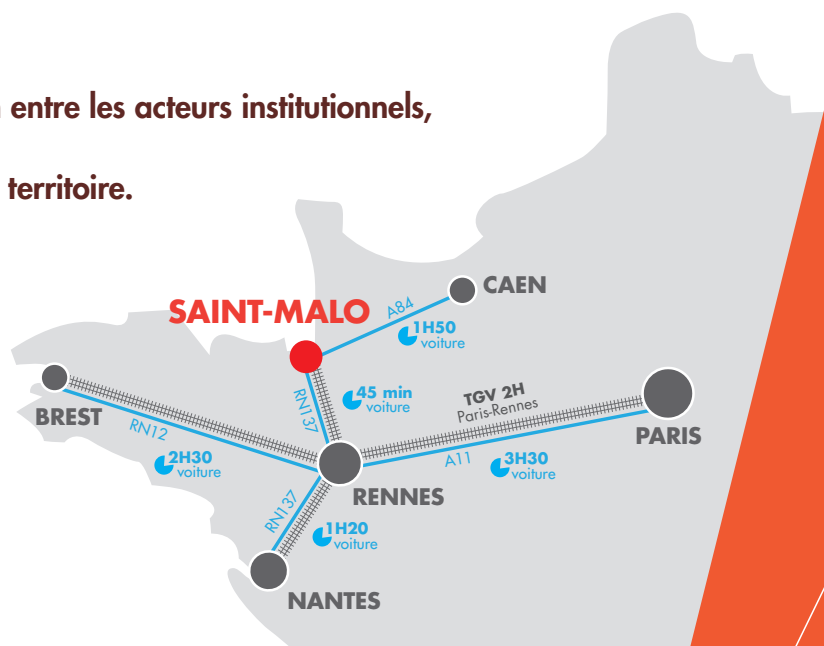 entre les acteurs institutionnels,
territoire.
CAEN
SAINT-MALO
A84
1H50
voiture
BREST
RN12
2H30
voiture
RN137
45 min
voiture
TGV 2H
Paris-Rennes
PARIS
A11
3H30
voiture
RENNES
RN137
1H20
voiture
NANTES